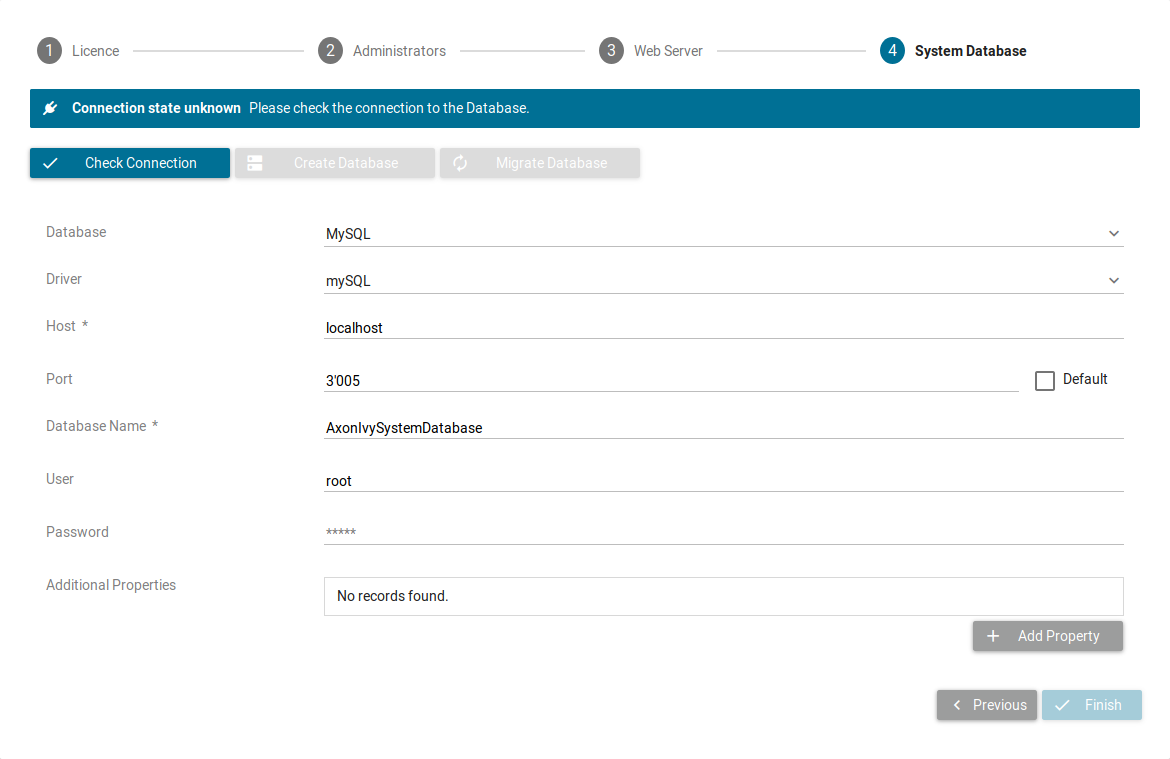 1 Licence 2 Administrators 3 Web Server 4 System Database
Connection state unknown Please check the connection to the Database.
Check Connection Create Database Migrate Database
Database MySQL
Driver mySQL
Host * localhost
Port 3'005 Default
Database Name * AxonIvySystemDatabase
User root
Password *****
Additional Properties No records found.
Add Property
Previous Finish